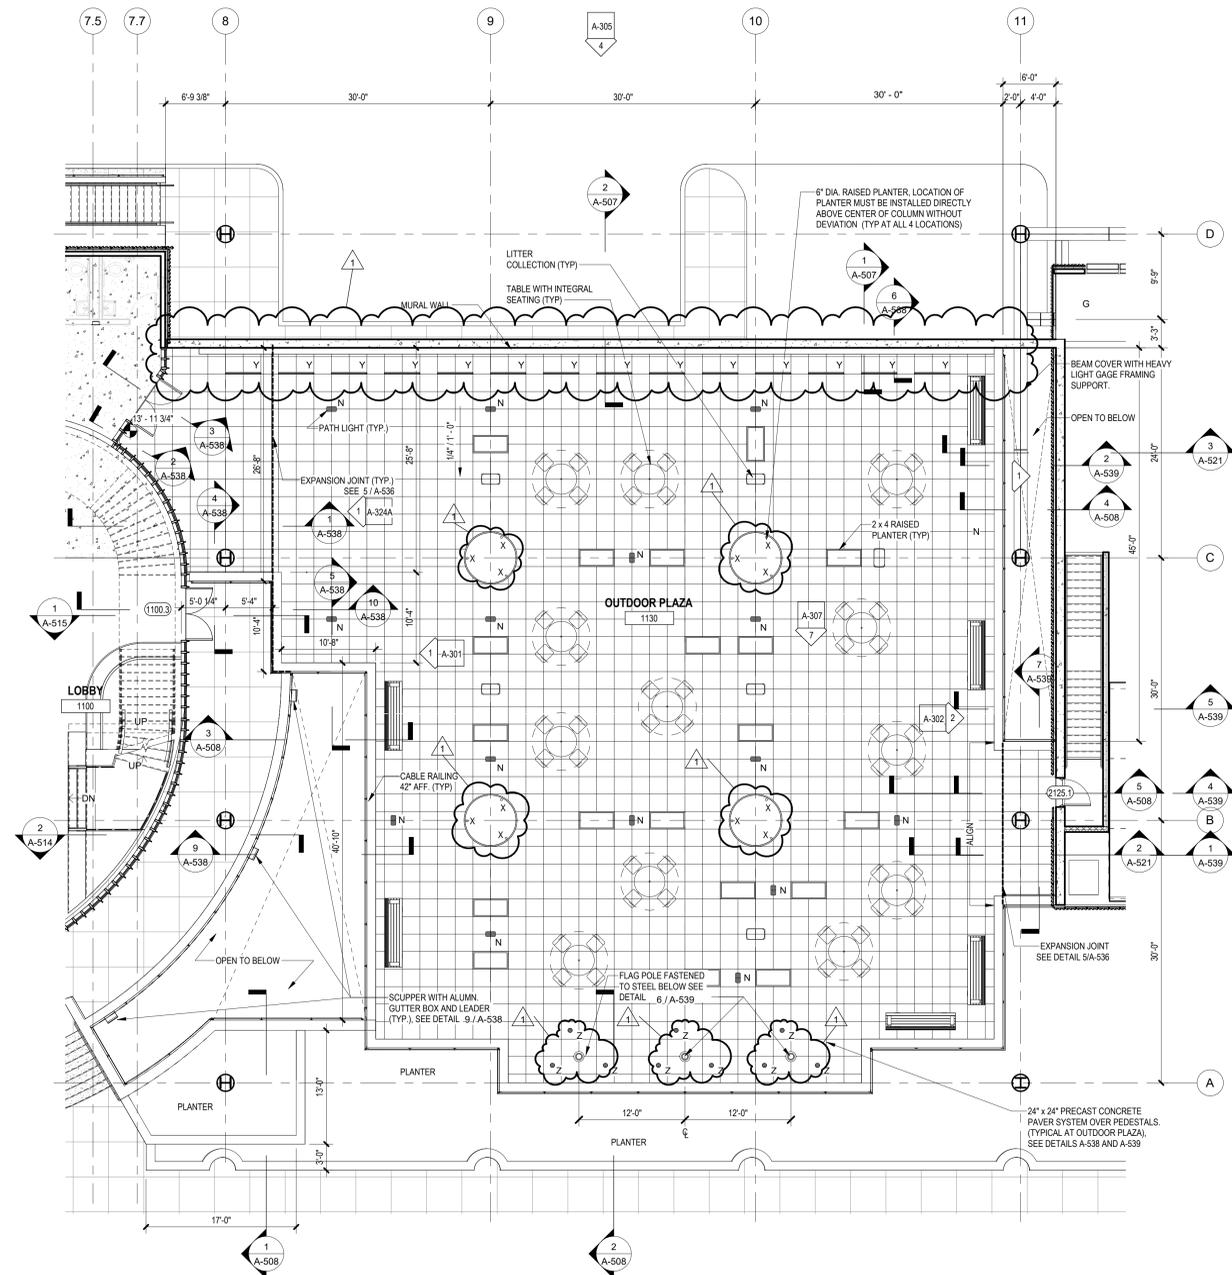 7.5 7.7 8 9 10 11
A-305
4
6'-0"
6'-9 3/8" 30'-0" 30'-0" 30' - 0" 2'-0" 4'-0"
2
A-507
6" DIA. RAISED PLANTER, LOCATION OF
PLANTER MUST BE INSTALLED DIRECTLY
ABOVE CENTER OF COLUMN WITHOUT
DEVIATION (TYP AT ALL 4 LOCATIONS)
D
1
LITTER
COLLECTION (TYP)
1
A-507
9'-9"
TABLE WITH INTEGRAL
SEATING (TYP)
6
A-538
G
MURAL WALL
3'-3"
Y Y Y Y Y Y Y Y Y Y Y Y Y Y
BEAM COVER WITH HEAVY
LIGHT GAGE FRAMING
SUPPORT.
13' - 11 3/4"
N N N
PATH LIGHT (TYP.)
OPEN TO BELOW
3
A-538
2
A-538
4
A-538
26'-8"
25'-8"
1/4" / 1' - 0"
24'-0"
3
A-521
2
A-539
4
A-508
EXPANSION JOINT (TYP.)
SEE 5 / A-536
1 A-324A
1
A-538
1 1 1
2 x 4 RAISED
PLANTER (TYP)
N
45'-0"
X X X N X X X
C
5
A-538
10
A-538
OUTDOOR PLAZA
1130
A-307
7
1
A-515
1100.3
5'-0 1/4" 5'-4"
N N N
10'-4" 10'-8" 10'-4"
1 A-301
7
A-539
LOBBY
1100
30'-0"
UP
UP
DN
3
A-508
A-302 2
5
A-539
1 1
N N
CABLE RAILING
42" AFF. (TYP)
2125.1
5
A-508
4
A-539
2
A-514
N X X X N X X X N
B
9
A-538
40'-10"
ALIGN
2
A-521
1
A-539
N
N
OPEN TO BELOW
EXPANSION JOINT
SEE DETAIL 5/A-536
30'-0"
FLAG POLE FASTENED
TO STEEL BELOW SEE
DETAIL 6 / A-539
N
SCUPPER WITH ALUMN.
GUTTER BOX AND LEADER
(TYP.), SEE DETAIL 9 / A-538
1 1 1
Z Z Z Z Z Z Z Z Z
PLANTER
A
PLANTER
13'-0"
12'-0" 12'-0"
24" x 24" PRECAST CONCRETE
PAVER SYSTEM OVER PEDESTALS.
(TYPICAL AT OUTDOOR PLAZA),
SEE DETAILS A-538 AND A-539
PLANTER
3'-0"
17'-0"
1
A-508
2
A-508